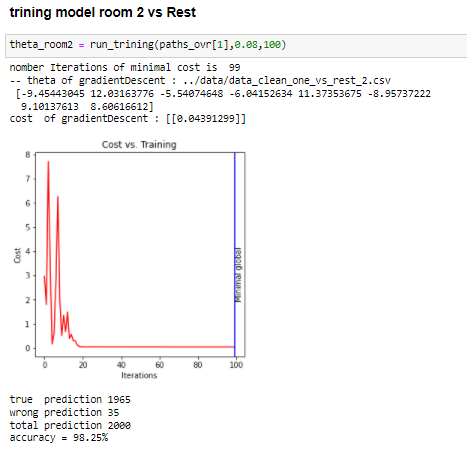 trining model room 2 vs Rest
theta_room2 = run_trining(paths_ovr[1],0.08,100)
nomber Iterations of minimal cost is  99
-- theta of gradientDescent : ../data/data_clean_one_vs_rest_2.csv
[-9.45443045 12.03163776 -5.54074648 -6.04152634 11.37353675 -8.95737222
9.10137613  8.60616612]
cost  of gradientDescent : [[0.04391299]]
Cost vs. Training
8
7
6
5
4
3
2
1
0
Cost
Minimal global
0 20 40 60 80 100
Iterations
true  prediction 1965
wrong prediction 35
total prediction 2000
accuracy = 98.25%